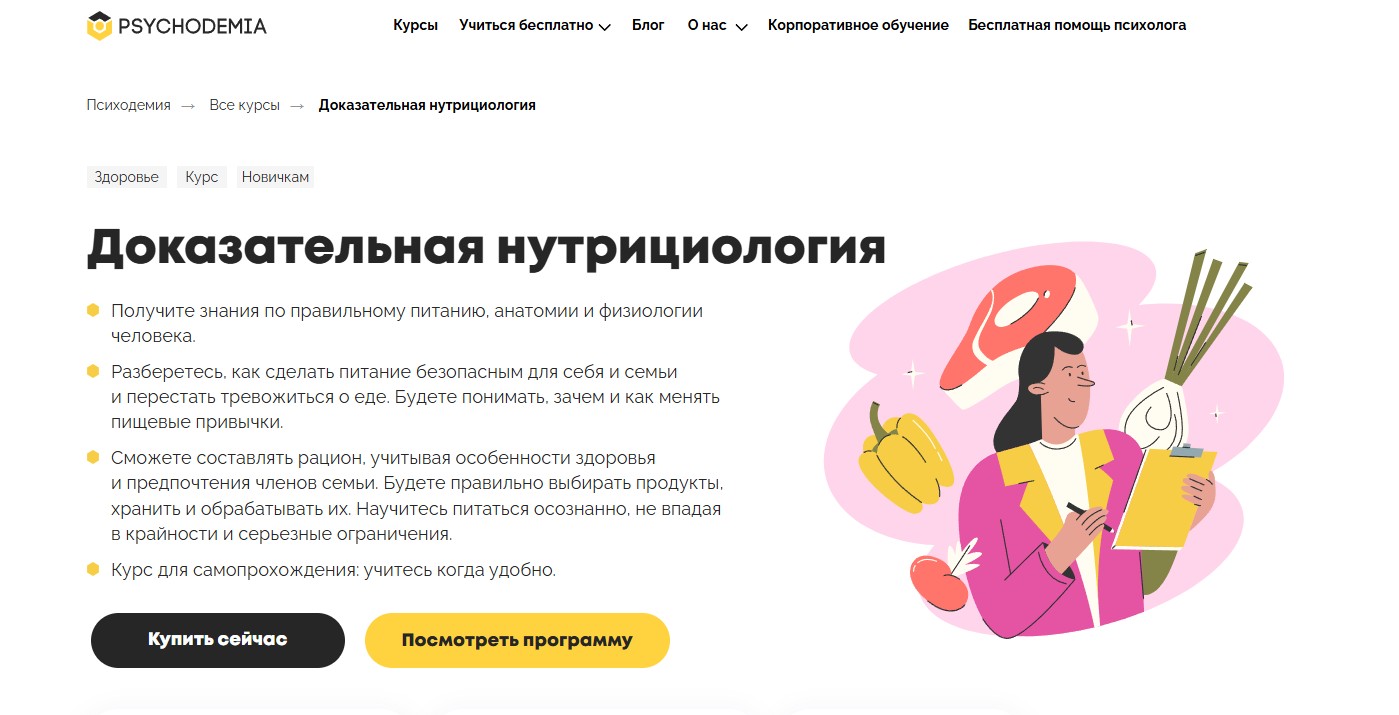 PSYCHODEMIA
Курсы Учиться бесплатно Блог О нас Корпоративное обучение Бесплатная помощь психолога
Психодемия → Все курсы → Доказательная нутрициология
Здоровье Курс Новичкам
Доказательная нутрициология
Получите знания по правильному питанию, анатомии и физиологии
человека.
Разберетесь, как сделать питание безопасным для себя и семьи
и перестать тревожиться о еде. Будете понимать, зачем и как менять
пищевые привычки.
Сможете составлять рацион, учитывая особенности здоровья
и предпочтения членов семьи. Будете правильно выбирать продукты,
хранить и обрабатывать их. Научитесь питаться осознанно, не впадая
в крайности и серьезные ограничения.
Курс для самопрохождения: учитесь когда удобно.
Купить сейчас Посмотреть программу